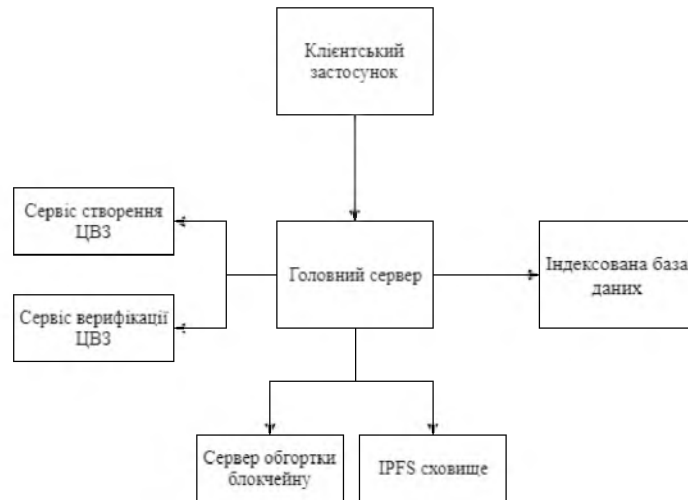 Клієнтський
застосунок
Сервіс створення
ЦВЗ
Головний сервер
Індексована база
даних
Сервіс верифікації
ЦВЗ
Сервер обгортки
блокчейну
IPFS сховище